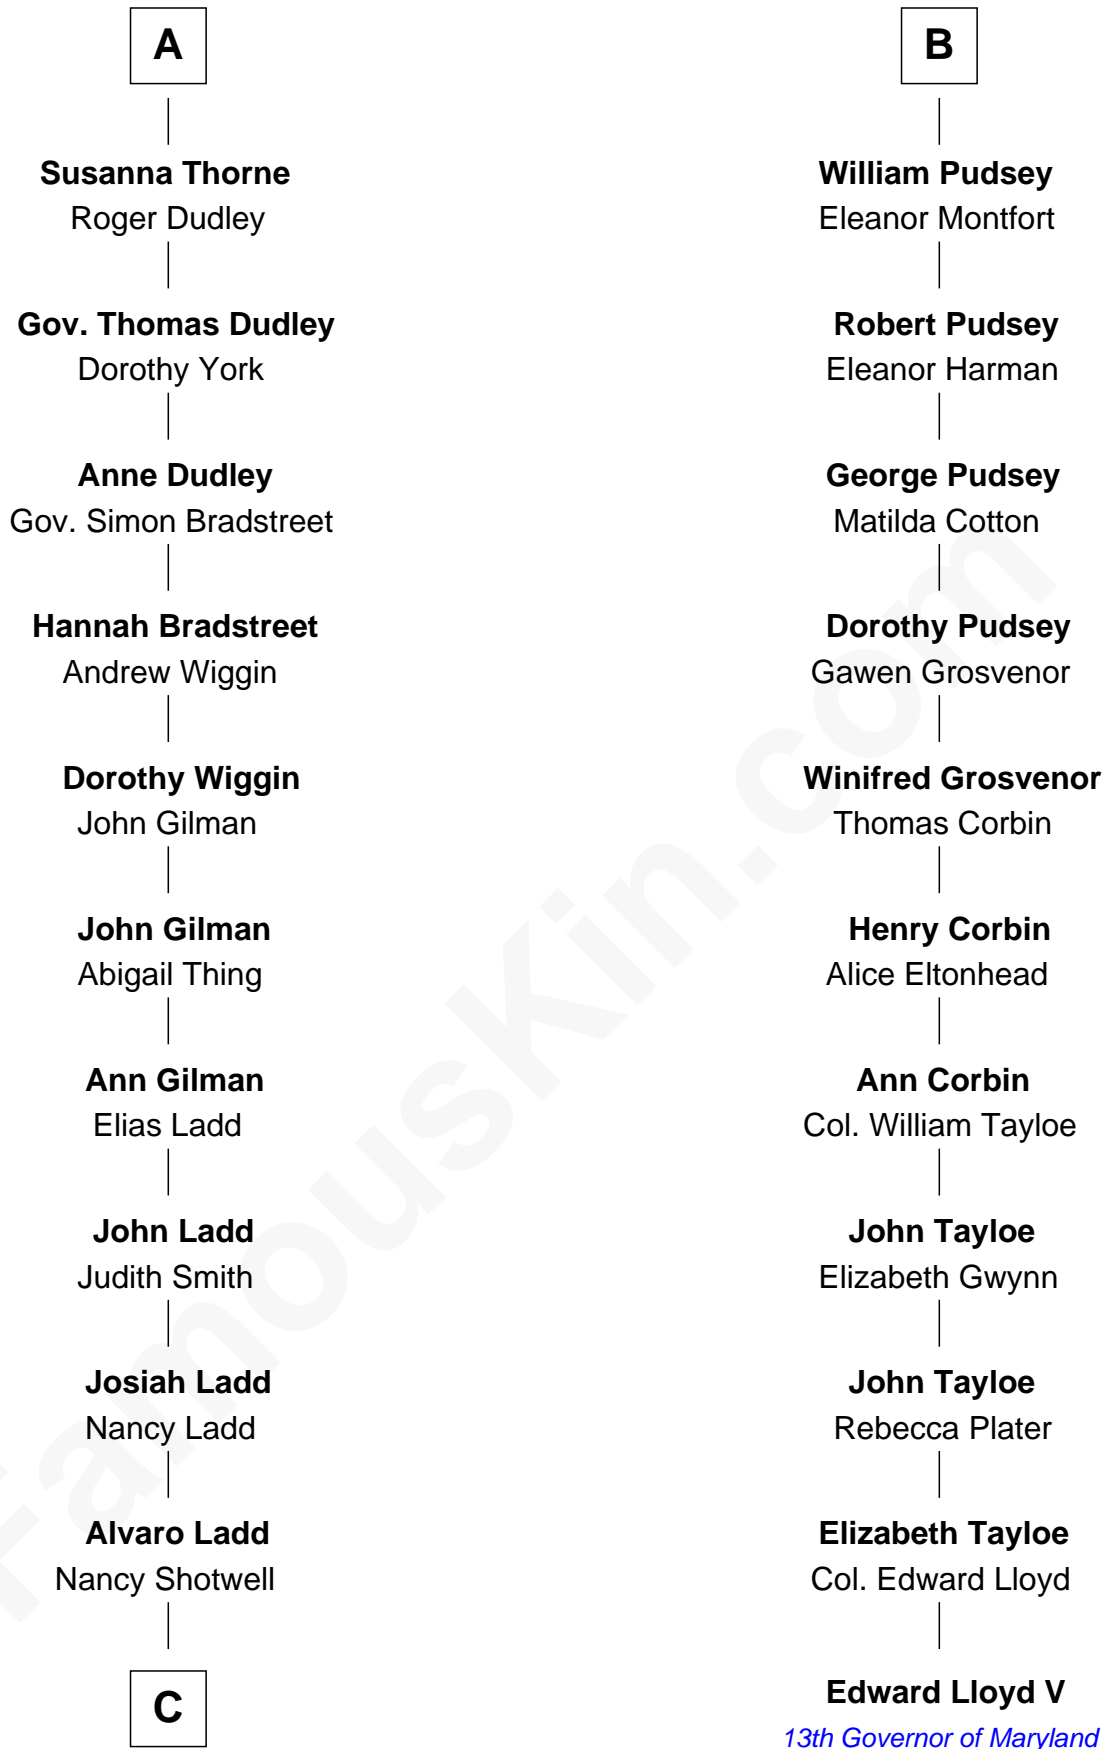 A
Susanna Thorne
Roger Dudley
Gov. Thomas Dudley
Dorothy York
Anne Dudley
Gov. Simon Bradstreet
Hannah Bradstreet
Andrew Wiggin
Dorothy Wiggin
John Gilman
John Gilman
Abigail Thing
Ann Gilman
Elias Ladd
John Ladd
Judith Smith
Josiah Ladd
Nancy Ladd
Alvaro Ladd
Nancy Shotwell
C
B
William Pudsey
Eleanor Montfort
Robert Pudsey
Eleanor Harman
George Pudsey
Matilda Cotton
Dorothy Pudsey
Gawen Grosvenor
Winifred Grosvenor
Thomas Corbin
Henry Corbin
Alice Eltonhead
Ann Corbin
Col. William Tayloe
John Tayloe
Elizabeth Gwynn
John Tayloe
Rebecca Plater
Elizabeth Tayloe
Col. Edward Lloyd
Edward Lloyd V
13th Governor of Maryland
FamousKin.com